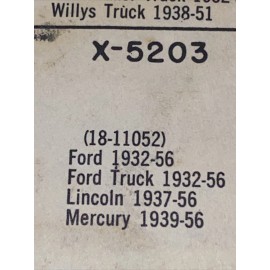 Willys Truck 1938-51
X-5203
(18-11052)
Ford 1932-56
Ford Truck 1932-56
Lincoln 1937-56
Mercury 1939-56